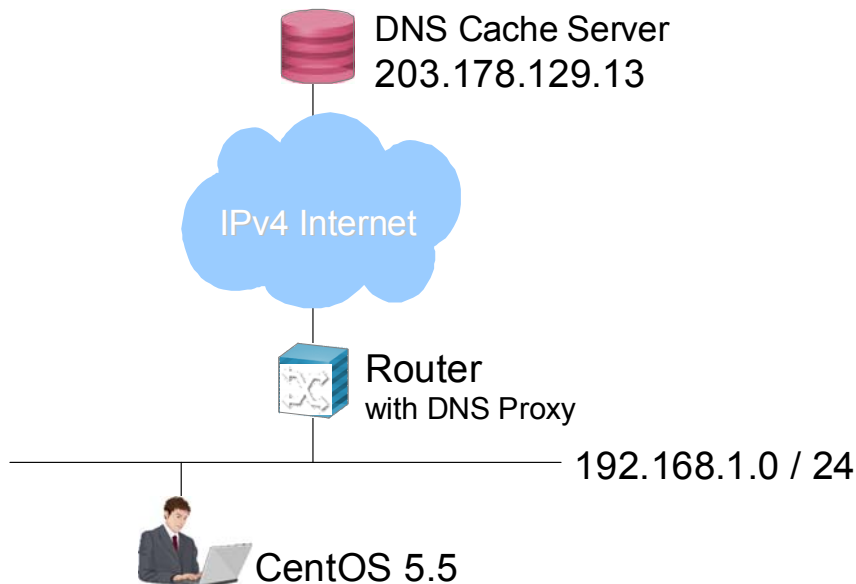 DNS Cache Server
203.178.129.13
IPv4 Internet
Router
with DNS Proxy
192.168.1.0 / 24
CentOS 5.5